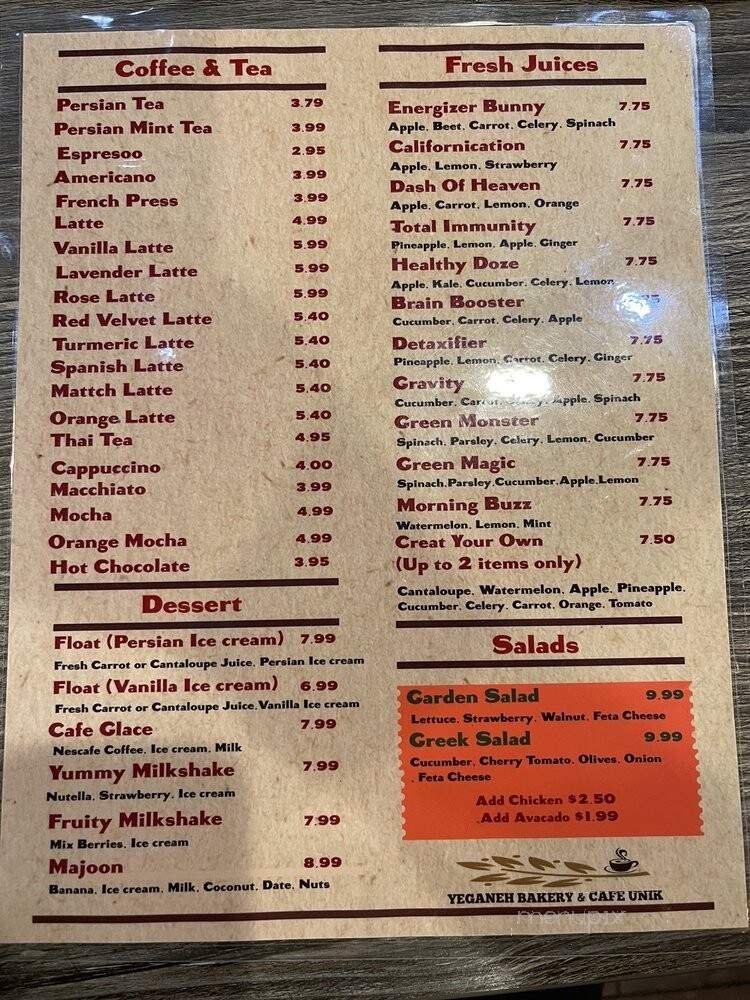 Coffee & Tea
Persian Tea 3.79
Persian Mint Tea 3.99
Espresoo 2.95
Americano 3.99
French Press 3.99
Latte 4.99
Vanilla Latte 5.99
Lavender Latte 5.99
Rose Latte 5.99
Red Velvet Latte 5.40
Turmeric Latte 5.40
Spanish Latte 5.40
Mattch Latte 5.40
Orange Latte 5.40
Thai Tea 4.95
Cappuccino 4.00
Macchiato 3.99
Mocha 4.99
Orange Mocha 4.99
Hot Chocolate 3.95
Dessert
Float (Persian Ice cream) 7.99
Fresh Carrot or Cantaloupe Juice, Persian Ice cream
Float (Vanilla Ice cream) 6.99
Fresh Carrot or Cantaloupe Juice,Vanilla Ice cream
Cafe Glace 7.99
Nescafe Coffee, Ice cream, Milk
Yummy Milkshake 7.99
Nutella, Strawberry, Ice cream
Fruity Milkshake 7.99
Mix Berries, Ice cream
Majoon 8.99
Banana, Ice cream, Milk, Coconut, Date, Nuts
Fresh Juices
Energizer Bunny 7.75
Apple, Beet, Carrot, Celery, Spinach
Californication 7.75
Apple, Lemon, Strawberry
Dash Of Heaven 7.75
Apple, Carrot, Lemon, Orange
Total Immunity 7.75
Pineapple, Lemon, Apple, Ginger
Healthy Doze 7.75
Apple, Kale, Cucumber, Celery, Lemon
Brain Booster
Cucumber, Carrot, Celery, Apple
Detaxifier 7.75
Pineapple, Lemon, Carrot, Celery, Ginger
Gravity 7.75
Cucumber, Carrot, Apple, Spinach
Green Monster 7.75
Spinach, Parsley, Celery, Lemon, Cucumber
Green Magic 7.75
Spinach,Parsley,Cucumber,Apple,Lemon
Morning Buzz 7.75
Watermelon, Lemon, Mint
Creat Your Own 7.50
(Up to 2 items only)
Cantaloupe, Watermelon, Apple, Pineapple,
Cucumber, Celery, Carrot, Orange, Tomato
Salads
Garden Salad 9.99
Lettuce, Strawberry, Walnut, Feta Cheese
Greek Salad 9.99
Cucumber, Cherry Tomato, Olives, Onion
, Feta Cheese
Add Chicken $2.50
.Add Avacado $1.99
YEGANEH BAKERY & CAFE UNIK